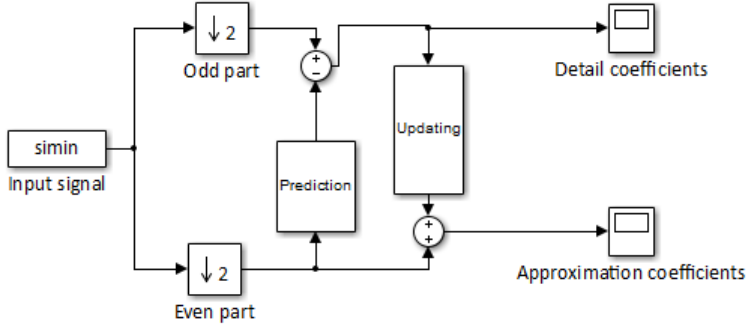 ↓ 2
Odd part
+
−
Detail coefficients
Updating
simin
Input signal
Prediction
+
+
↓ 2
Even part
Approximation coefficients